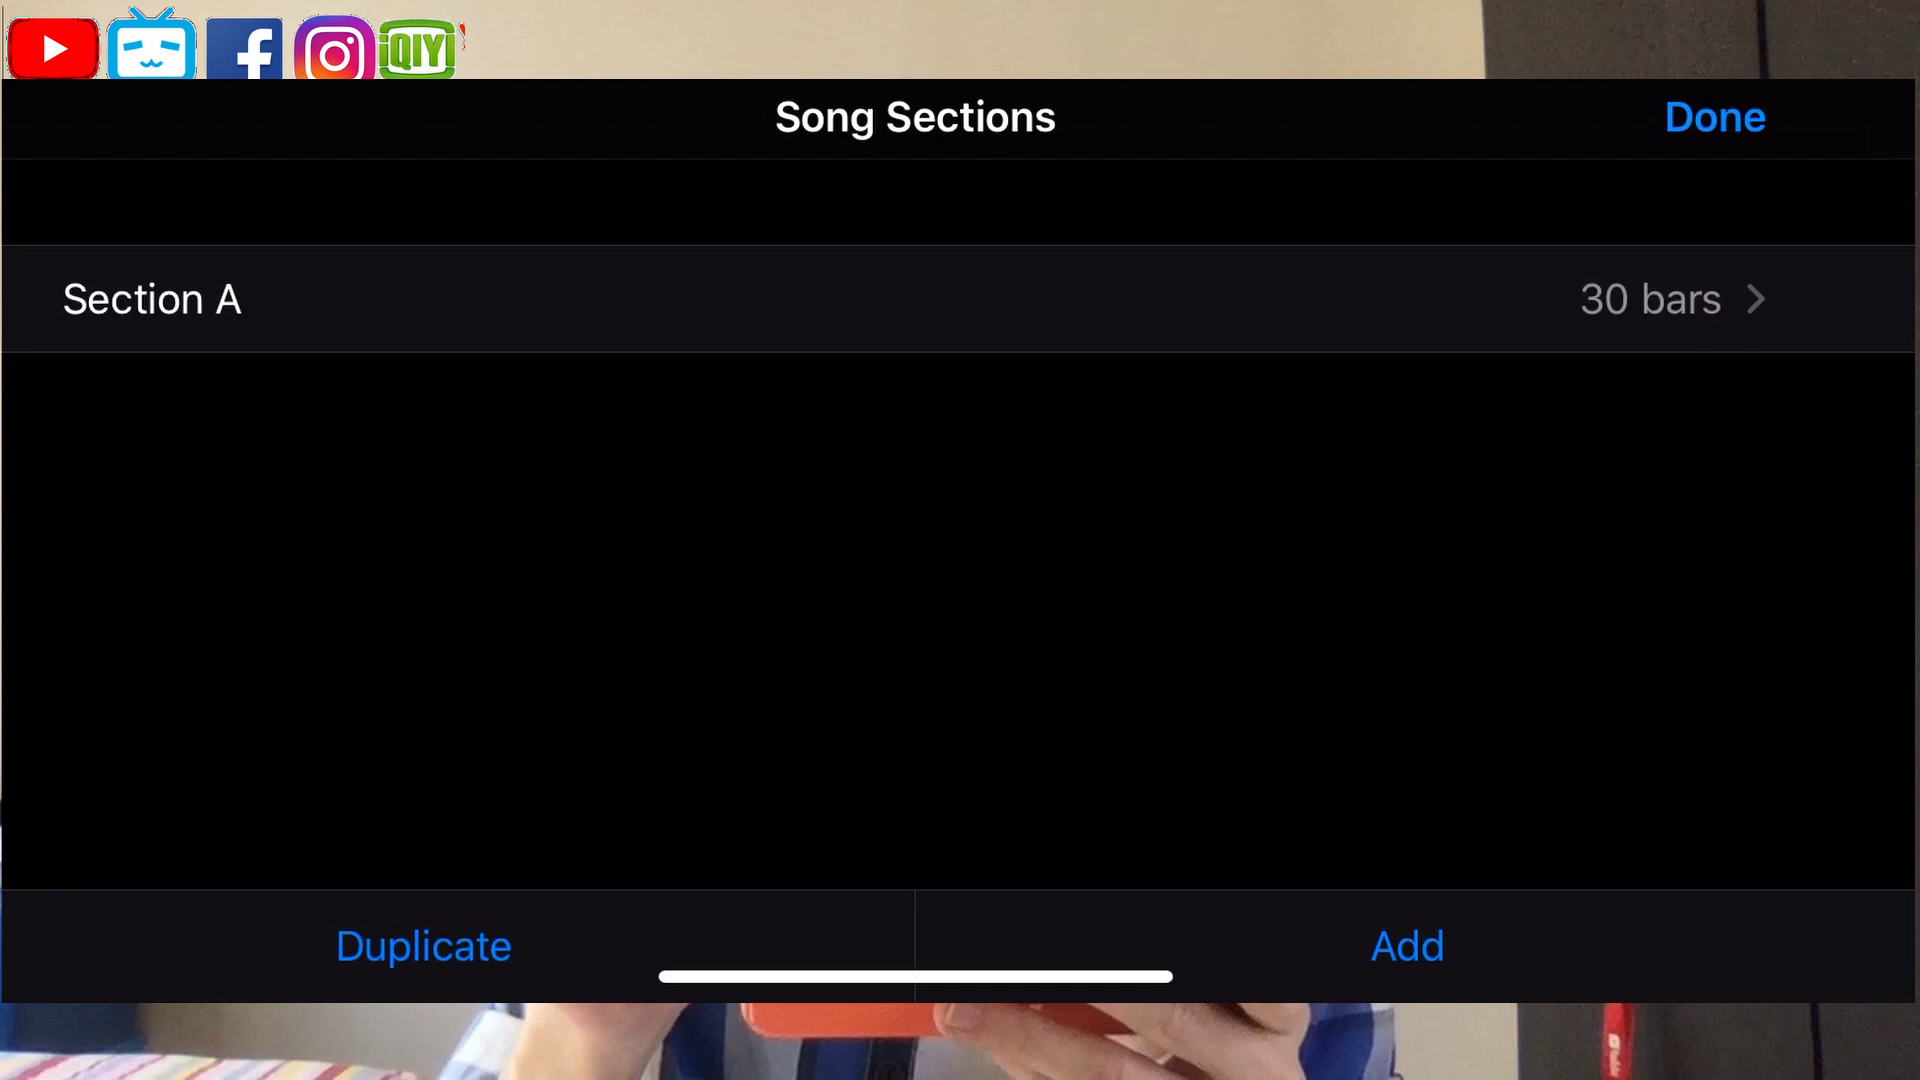 iQIYI
Song Sections
Done
Section A
30 bars
Duplicate
Add